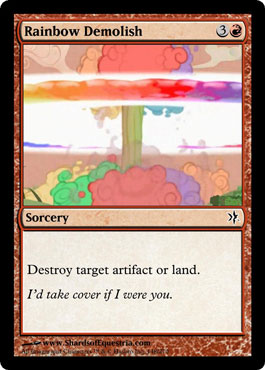 Rainbow Demolish 3
Sorcery
Destroy target artifact or land.
I'd take cover if I were you.
www.ShardsofEquestria.com